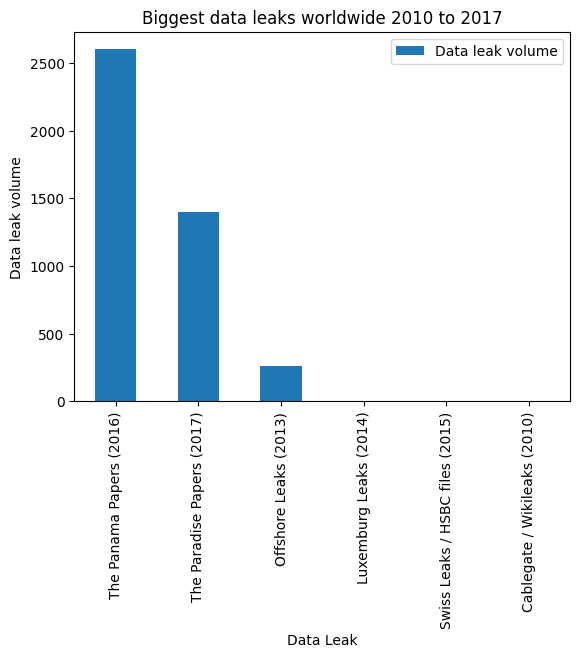 Biggest data leaks worldwide 2010 to 2017
Data leak volume
Data leak volume
2500
2000
1500
1000
500
0
The Panama Papers (2016)
The Paradise Papers (2017)
Offshore Leaks (2013)
Luxemburg Leaks (2014)
Swiss Leaks / HSBC files (2015)
Cablegate / Wikileaks (2010)
Data Leak